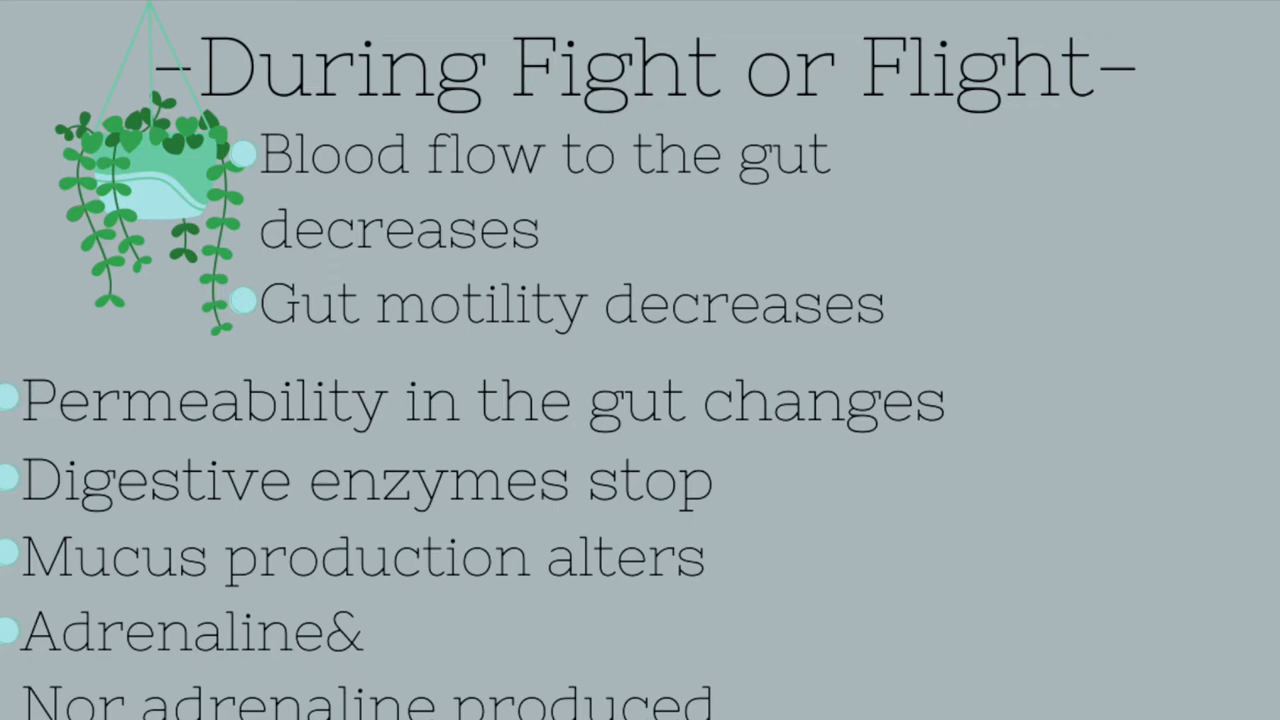 -During Fight or Flight-
Blood flow to the gut
decreases
Gut motility decreases
Permeability in the gut changes
Digestive enzymes stop
Mucus production alters
Adrenaline&
Nor adrenaline produced